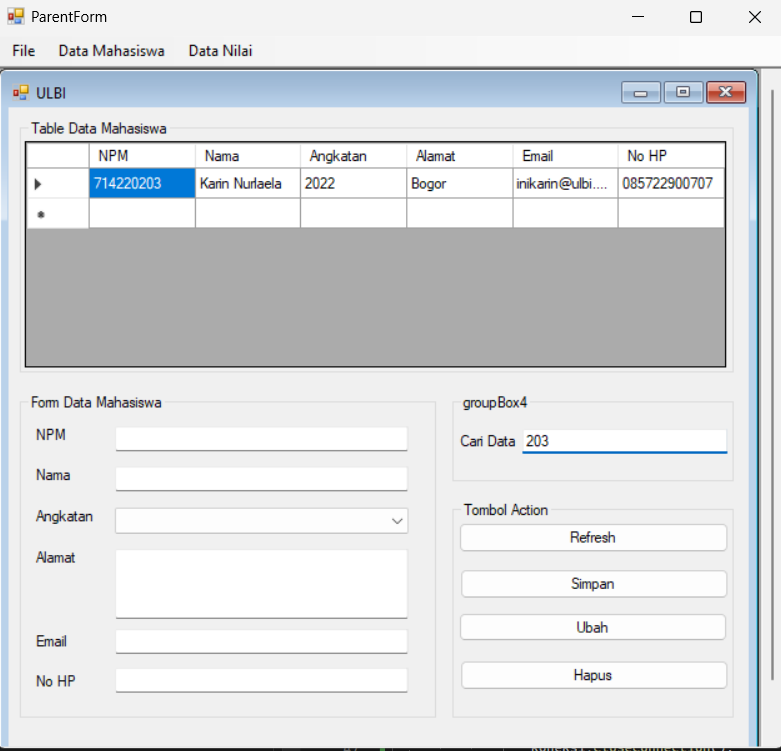 ParentForm
File Data Mahasiswa Data Nilai
ULBI
Table Data Mahasiswa
NPM Nama Angkatan Alamat Email No HP
714220203 Karin Nurlaela 2022 Bogor inikarin@ulbi.... 085722900707
Form Data Mahasiswa
NPM
Nama
Angkatan
Alamat
Email
No HP
groupBox4
Cari Data 203
Tombol Action
Refresh
Simpan
Ubah
Hapus